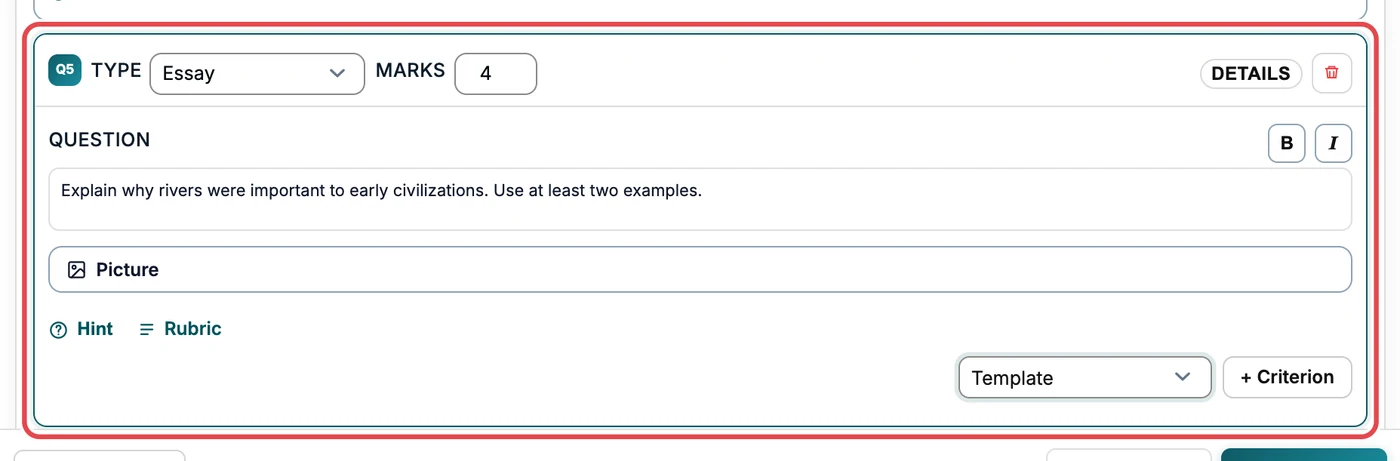 Q5 TYPE Essay MARKS 4 DETAILS
QUESTION B I
Explain why rivers were important to early civilizations. Use at least two examples.
Picture
Hint Rubric
Template + Criterion